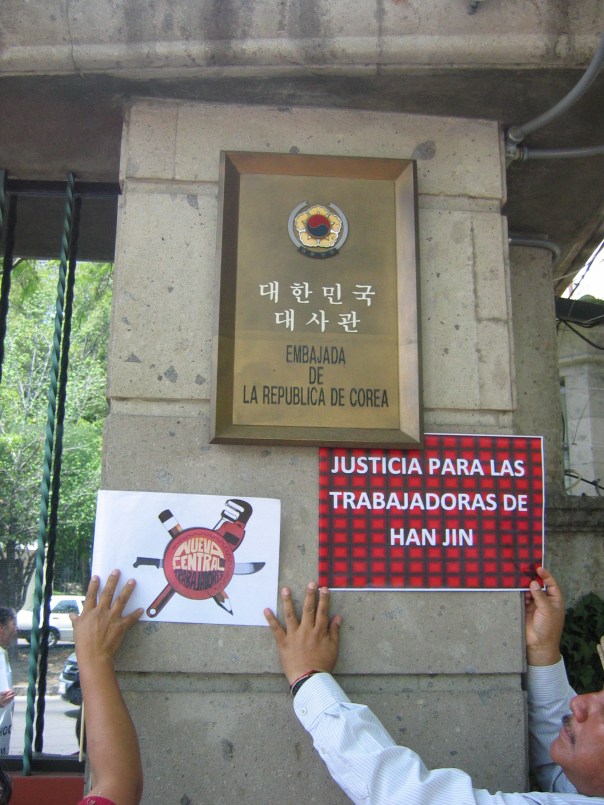 대한민국
대사관
EMBAJADA
DE
LA REPUBLICA DE COREA
JUSTICIA PARA LAS
TRABAJADORAS DE
HAN JIN
NUEVA
CENTRAL